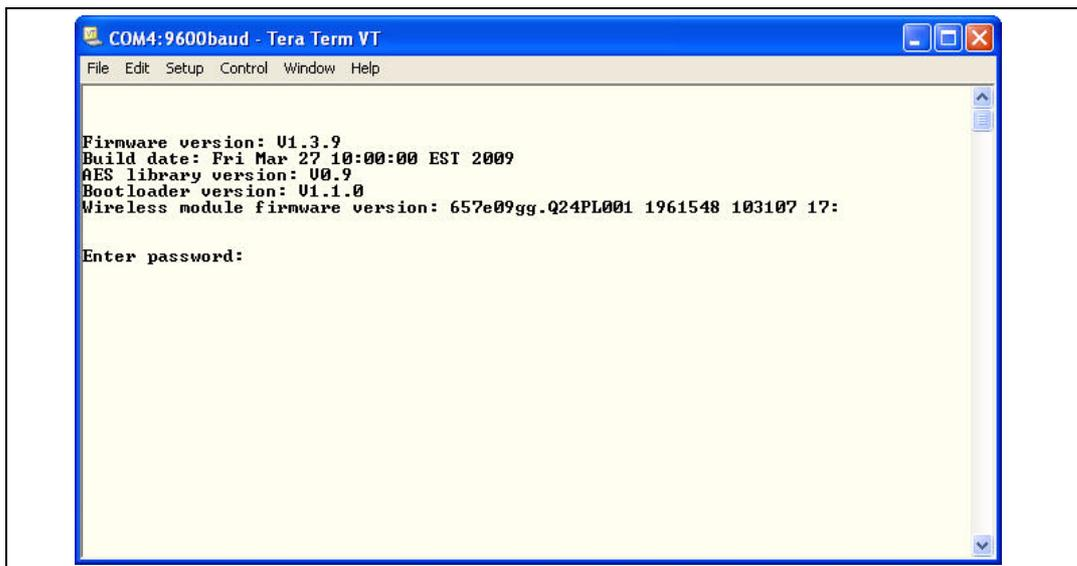 COM4:9600baud - Tera Term VT
File Edit Setup Control Window Help
Firmware version: V1.3.9
Build date: Fri Mar 27 10:00:00 EST 2009
AES library version: V0.9
Bootloader version: V1.1.0
Wireless module firmware version: 657e09gg.Q24PL001 1961548 103107 17:
Enter password: